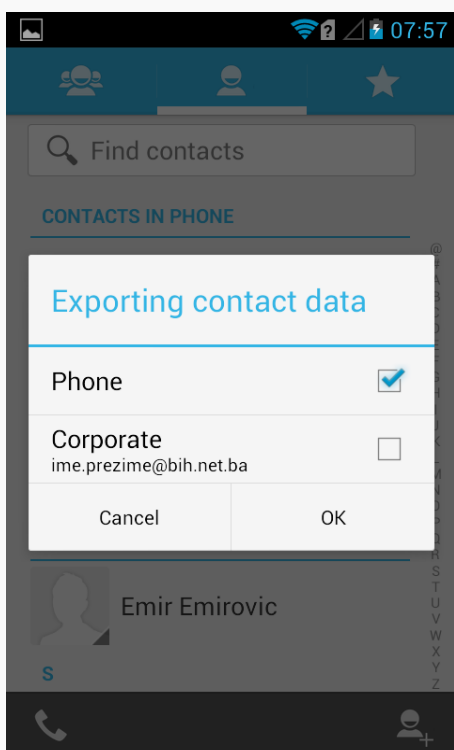 07:57
Find contacts
CONTACTS IN PHONE
Exporting contact data
Phone
Corporate
ime.prezime@bih.net.ba
Cancel
OK
Emir Emirovic
S
@
#
A
B
C
D
E
F
G
H
I
J
K
L
M
N
O
P
Q
R
S
T
U
V
W
X
Y
Z